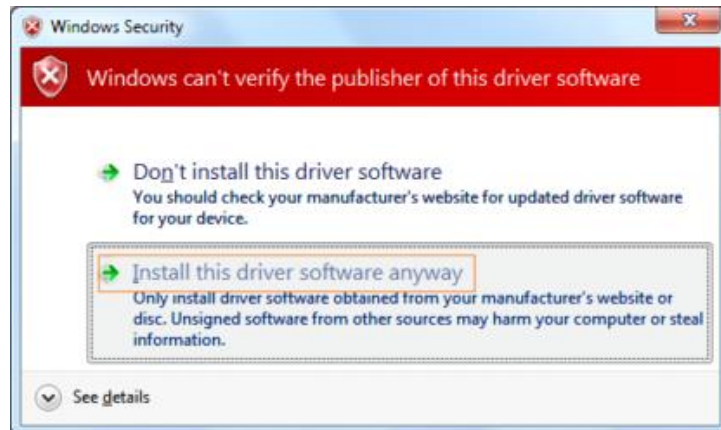 Windows Security
Windows can't verify the publisher of this driver software
Don't install this driver software
You should check your manufacturer's website for updated driver software
for your device.
Install this driver software anyway
Only install driver software obtained from your manufacturer's website or
disc. Unsigned software from other sources may harm your computer or steal
information.
See details